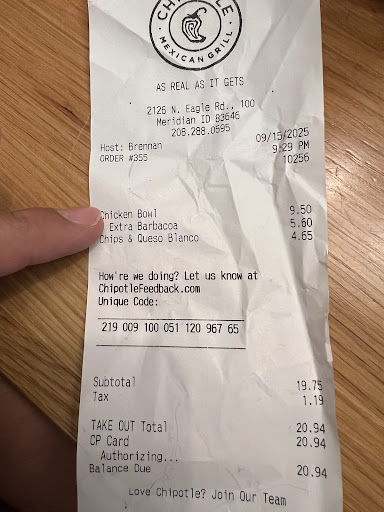 MEXICAN GRILL
AS REAL AS IT GETS
2126 N. Eagle Rd., 100
Meridian ID 83646
208.288.0595
Host: Brennan 09/15/2025
ORDER #355 9:29 PM
10256
Chicken Bowl 9.50
Extra Barbacoa 5.60
Chips & Queso Blanco 4.65
How're we doing? Let us know at
ChipotleFeedback.com
Unique Code:
219 009 100 051 120 967 65
Subtotal 19.75
Tax 1.19
TAKE OUT Total 20.94
CP Card 20.94
Authorizing...
Balance Due 20.94
Love Chipotle? Join Our Team